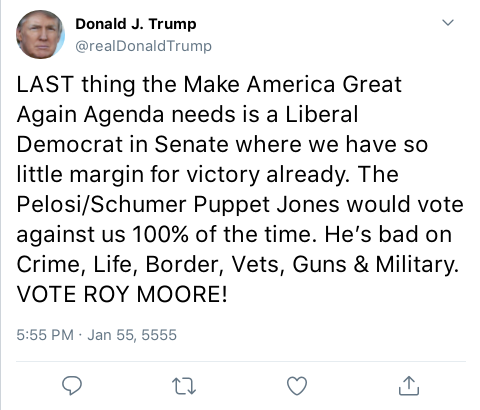 Donald J. Trump
@realDonaldTrump
LAST thing the Make America Great
Again Agenda needs is a Liberal
Democrat in Senate where we have so
little margin for victory already. The
Pelosi/Schumer Puppet Jones would vote
against us 100% of the time. He’s bad on
Crime, Life, Border, Vets, Guns & Military.
VOTE ROY MOORE!
5:55 PM · Jan 55, 5555